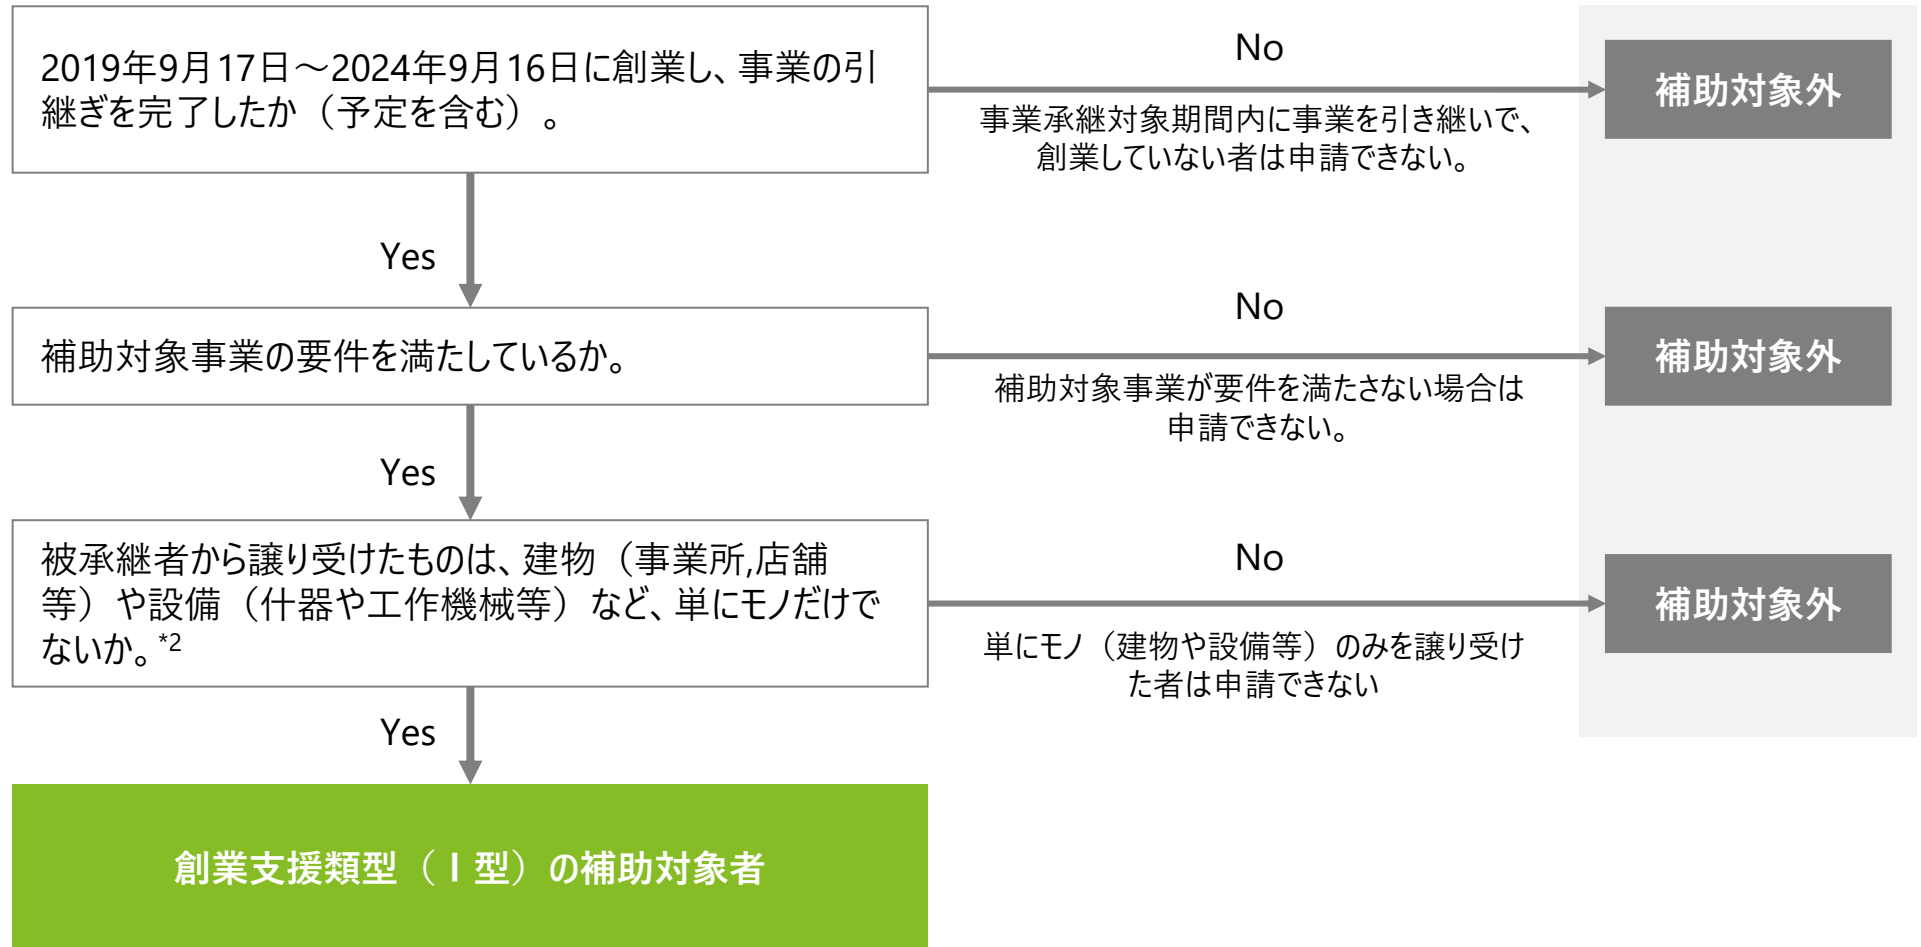 2019年9月17日～2024年9月16日に創業し、事業の引
継ぎを完了したか（予定を含む）。
No
事業承継対象期間内に事業を引き継いで、
創業していない者は申請できない。
補助対象外
Yes
補助対象事業の要件を満たしているか。
No
補助対象事業が要件を満たさない場合は
申請できない。
補助対象外
Yes
被承継者から譲り受けたものは、建物（事業所,店舗
等）や設備（什器や工作機械等）など、単にモノだけで
ないか。*2
No
単にモノ（建物や設備等）のみを譲り受け
た者は申請できない
補助対象外
Yes
創業支援類型（Ⅰ型）の補助対象者